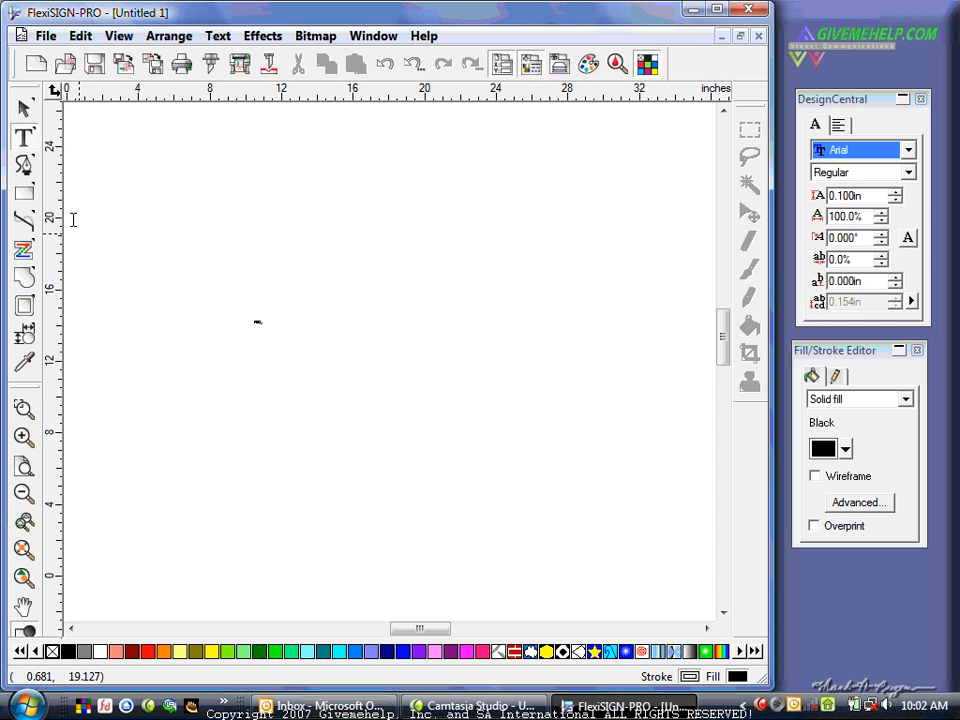 FlexiSIGN-PRO - [Untitled 1]
File Edit View Arrange Text Effects Bitmap Window Help
0 4 8 12 16 20 24 28 32 inches
24
20
16
12
8
4
0
( 0.681, 19.127)
Stroke Fill
GIVEMEHELP.COM
Visual Communications
DesignCentral
A
Arial
Regular
0.100in
100.0%
0.000°
A
0.0%
0.000in
0.154in
Fill/Stroke Editor
Solid fill
Black
Wireframe
Advanced...
Overprint
Inbox - Microsoft O...
Camtasia Studio - U...
FlexiSIGN-PRO - [Un...
10:02 AM
Copyright 2007 Givemehelp, Inc. and SA International ALL RIGHTS RESERVED!